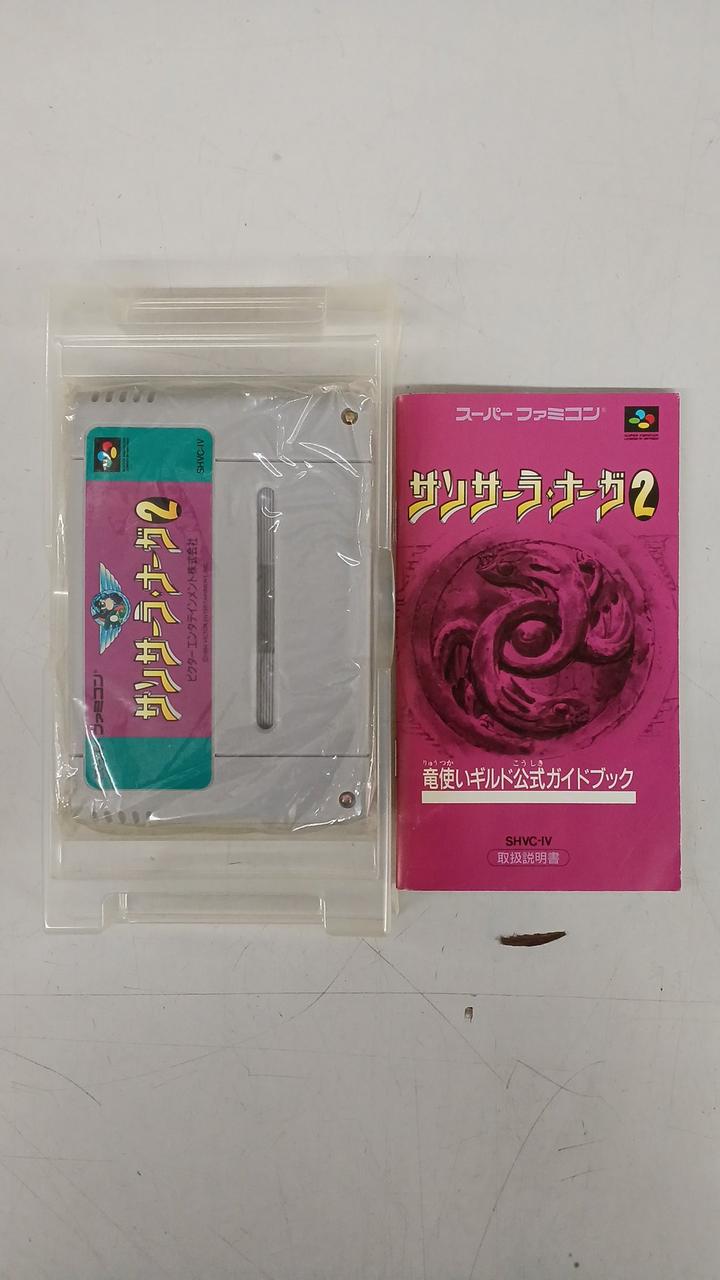 スーパーファミコン
サンサーラ・ナーガ2
りゅうつか こうしき
竜使いギルド公式ガイドブック
SHVC-IV
取扱説明書
SHVC-IV
ファミコン
サンサーラ・ナーガ2
ビクターエンタテインメント株式会社